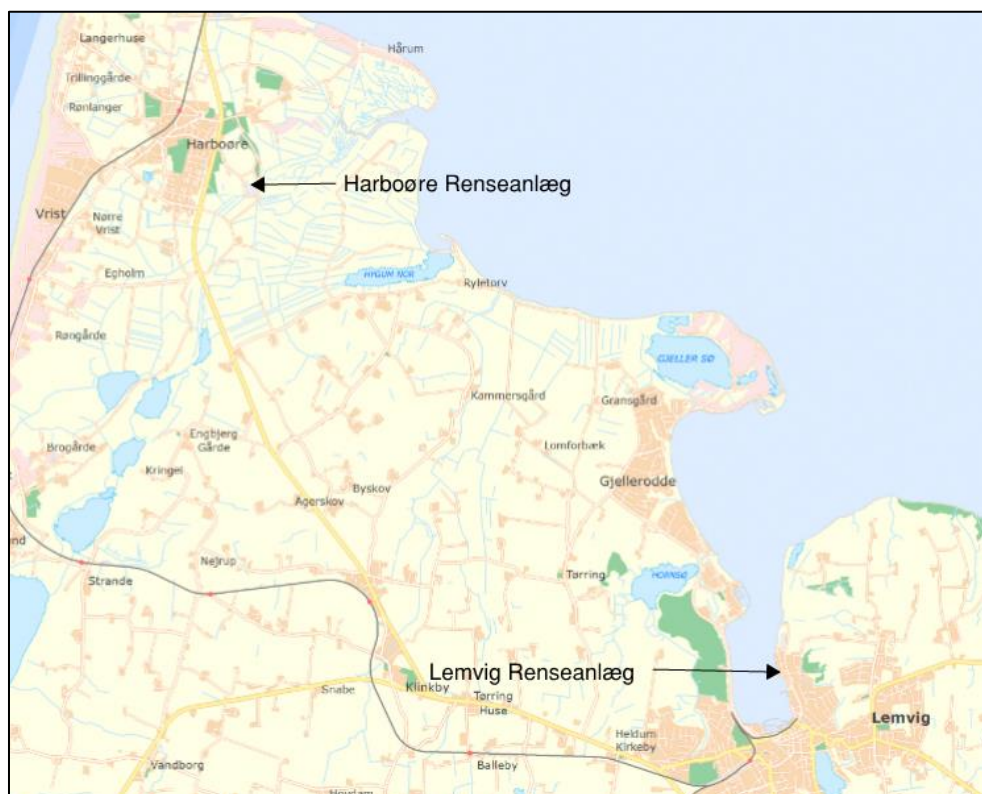 Langerhuse
Hårum
Trillinggårde
Rønlanger
Harboøre
Harboøre Renseanlæg
Vrist
Nørre
Vrist
Egholm
HYGUM NOR
Ryletorv
Røngårde
GJELLER SØ
Kammersgård
Gransgård
Engbjerg
Gårde
Brogårde
Lomforbæk
Kringel
Byskov
Gjellerodde
Agerskov
Nejrup
Strande
Tørring
HORNSØ
Lemvig Renseanlæg
Snabe
Klinkby
Tørring
Huse
Lemvig
Heldum
Kirkeby
Vandborg
Balleby